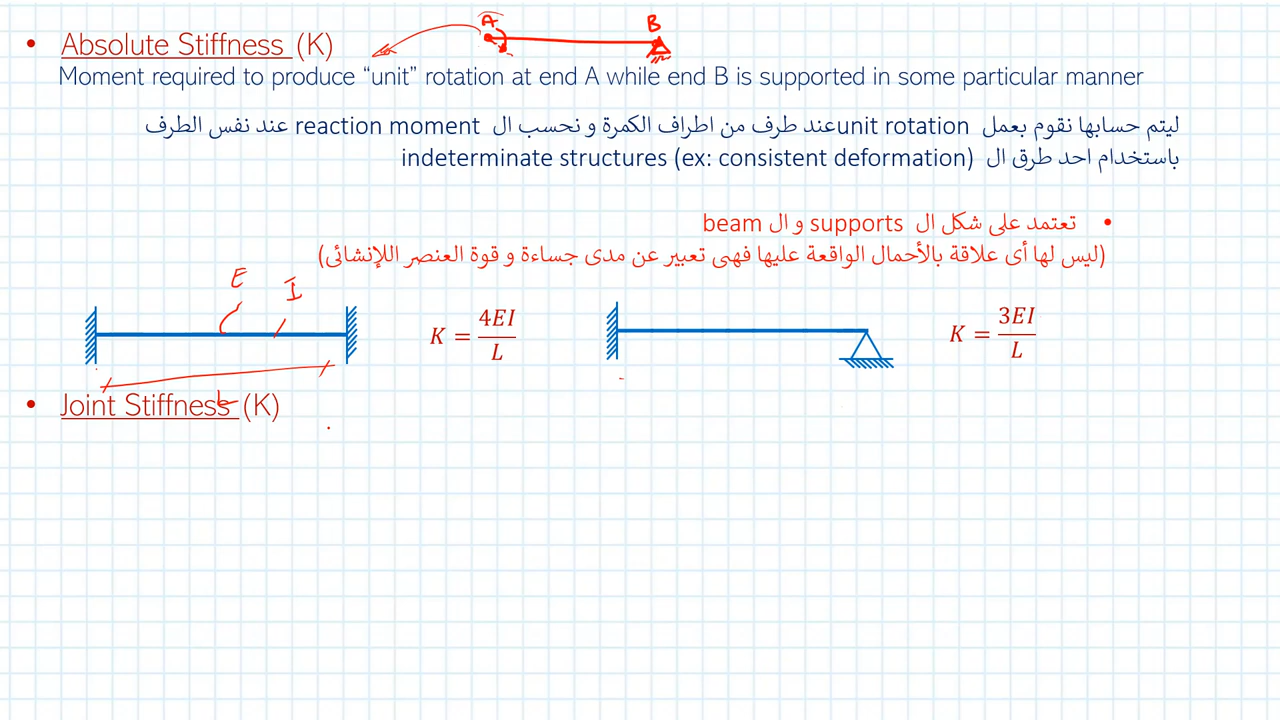 A
B
• Absolute Stiffness (K)
Moment required to produce “unit” rotation at end A while end B is supported in some particular manner
ليتم حسابها نقوم بعمل unit rotation عند طرف من اطراف الكمرة و نحسب ال reaction moment عند نفس الطرف
باستخدام احد طرق ال indeterminate structures (ex: consistent deformation)
• تعتمد على شكل ال supports و ال beam
(ليس لها أى علاقة بالأحمال الواقعة عليها فهى تعبير عن مدى جساءة و قوة العنصر اللإنشائى)
E
I
K = 4EI/L
K = 3EI/L
L
• Joint Stiffness (K)